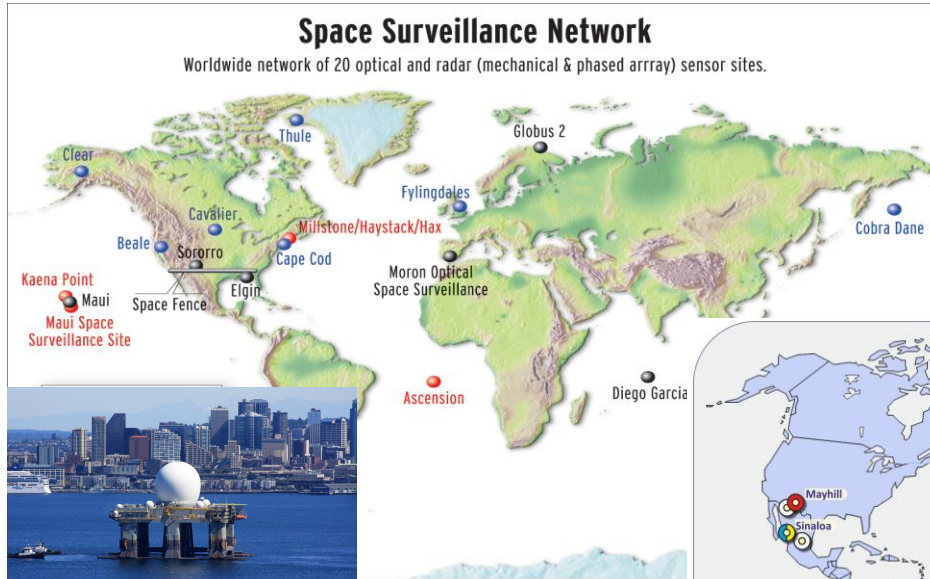 Space Surveillance Network
Worldwide network of 20 optical and radar (mechanical & phased arrray) sensor sites.
Thule
Globus 2
Clear
Fylingdales
Cavalier
Millstone/Haystack/Hax
Cobra Dane
Beale
Sororro
Cape Cod
Moron Optical
Space Surveillance
Kaena Point
Elgin
Maui
Space Fence
Maui Space
Surveillance Site
Ascension
Diego Garcia
Mayhill
Sinaloa